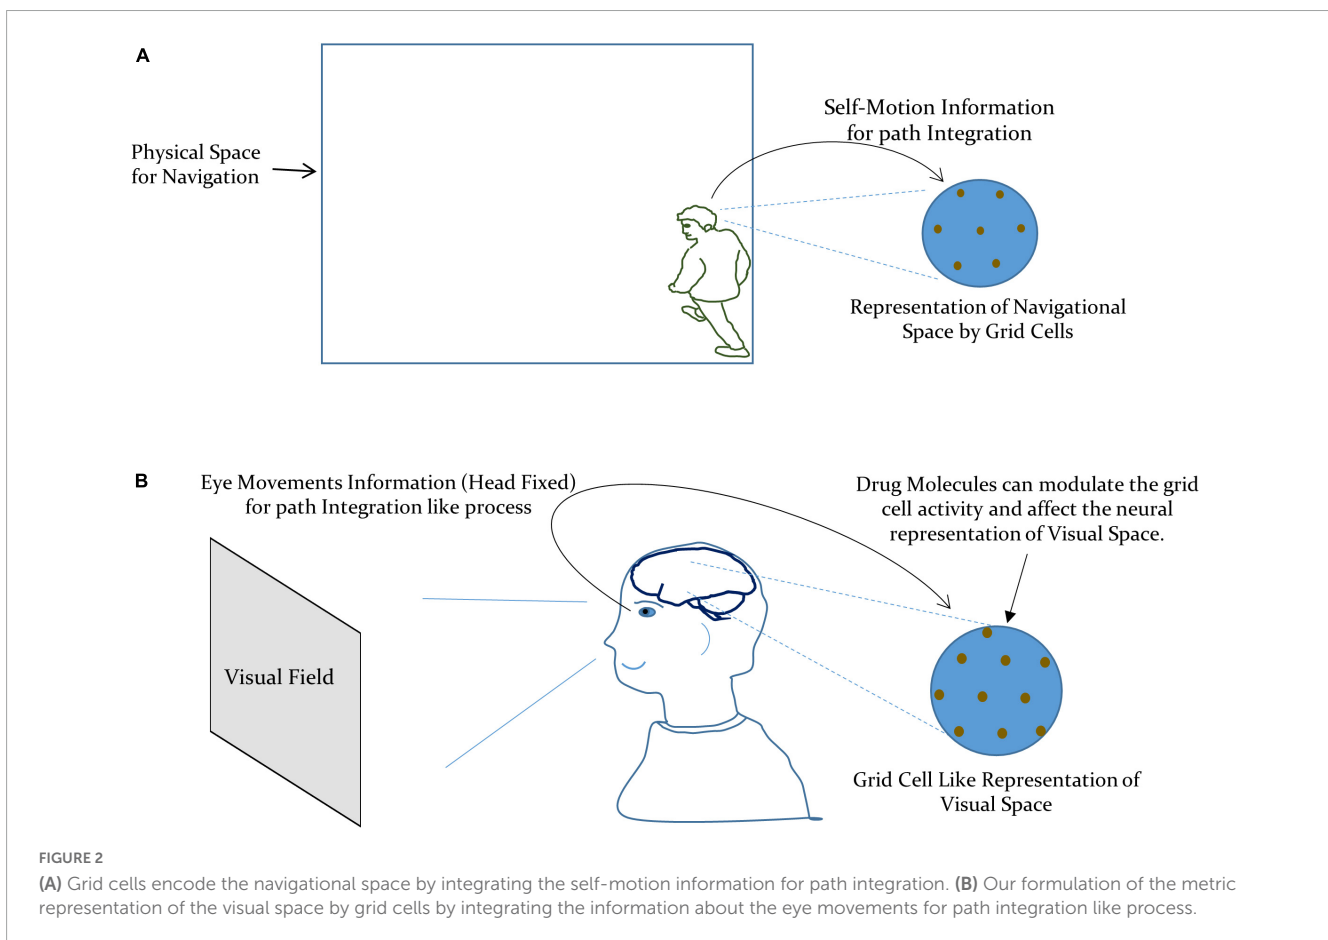 A
Self-Motion Information
for path Integration
Physical Space
for Navigation
Representation of Navigational
Space by Grid Cells
B
Eye Movements Information (Head Fixed)
for path Integration like process
Drug Molecules can modulate the grid
cell activity and affect the neural
representation of Visual Space.
Visual Field
Grid Cell Like Representation of
Visual Space
FIGURE 2
(A) Grid cells encode the navigational space by integrating the self-motion information for path integration. (B) Our formulation of the metric
representation of the visual space by grid cells by integrating the information about the eye movements for path integration like process.